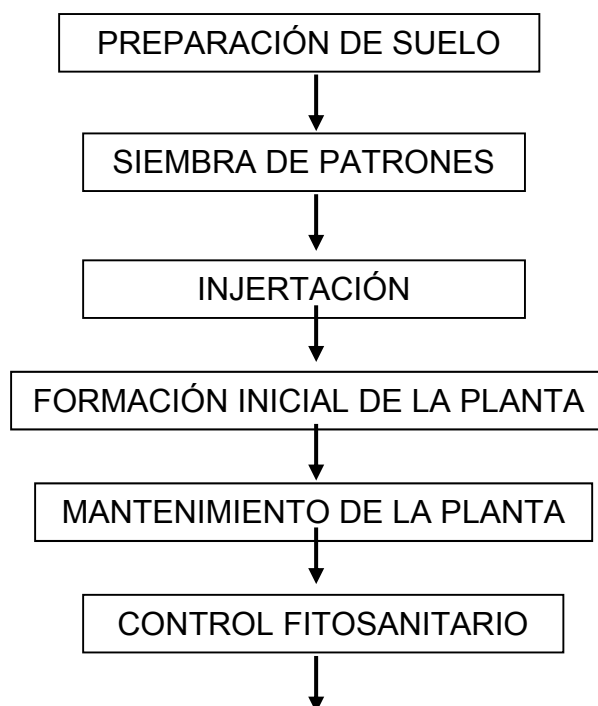 PREPARACIÓN DE SUELO
SIEMBRA DE PATRONES
INJERTACIÓN
FORMACIÓN INICIAL DE LA PLANTA
MANTENIMIENTO DE LA PLANTA
CONTROL FITOSANITARIO